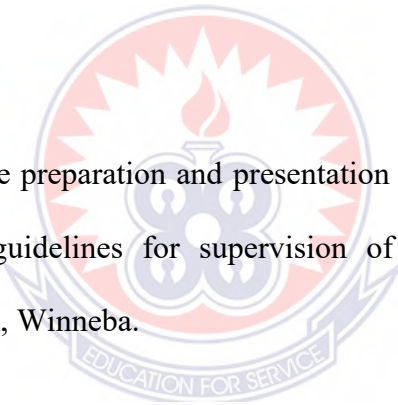 e preparation and presentation
guidelines for supervision of
, Winneba.
EDUCATION FOR SERVICE